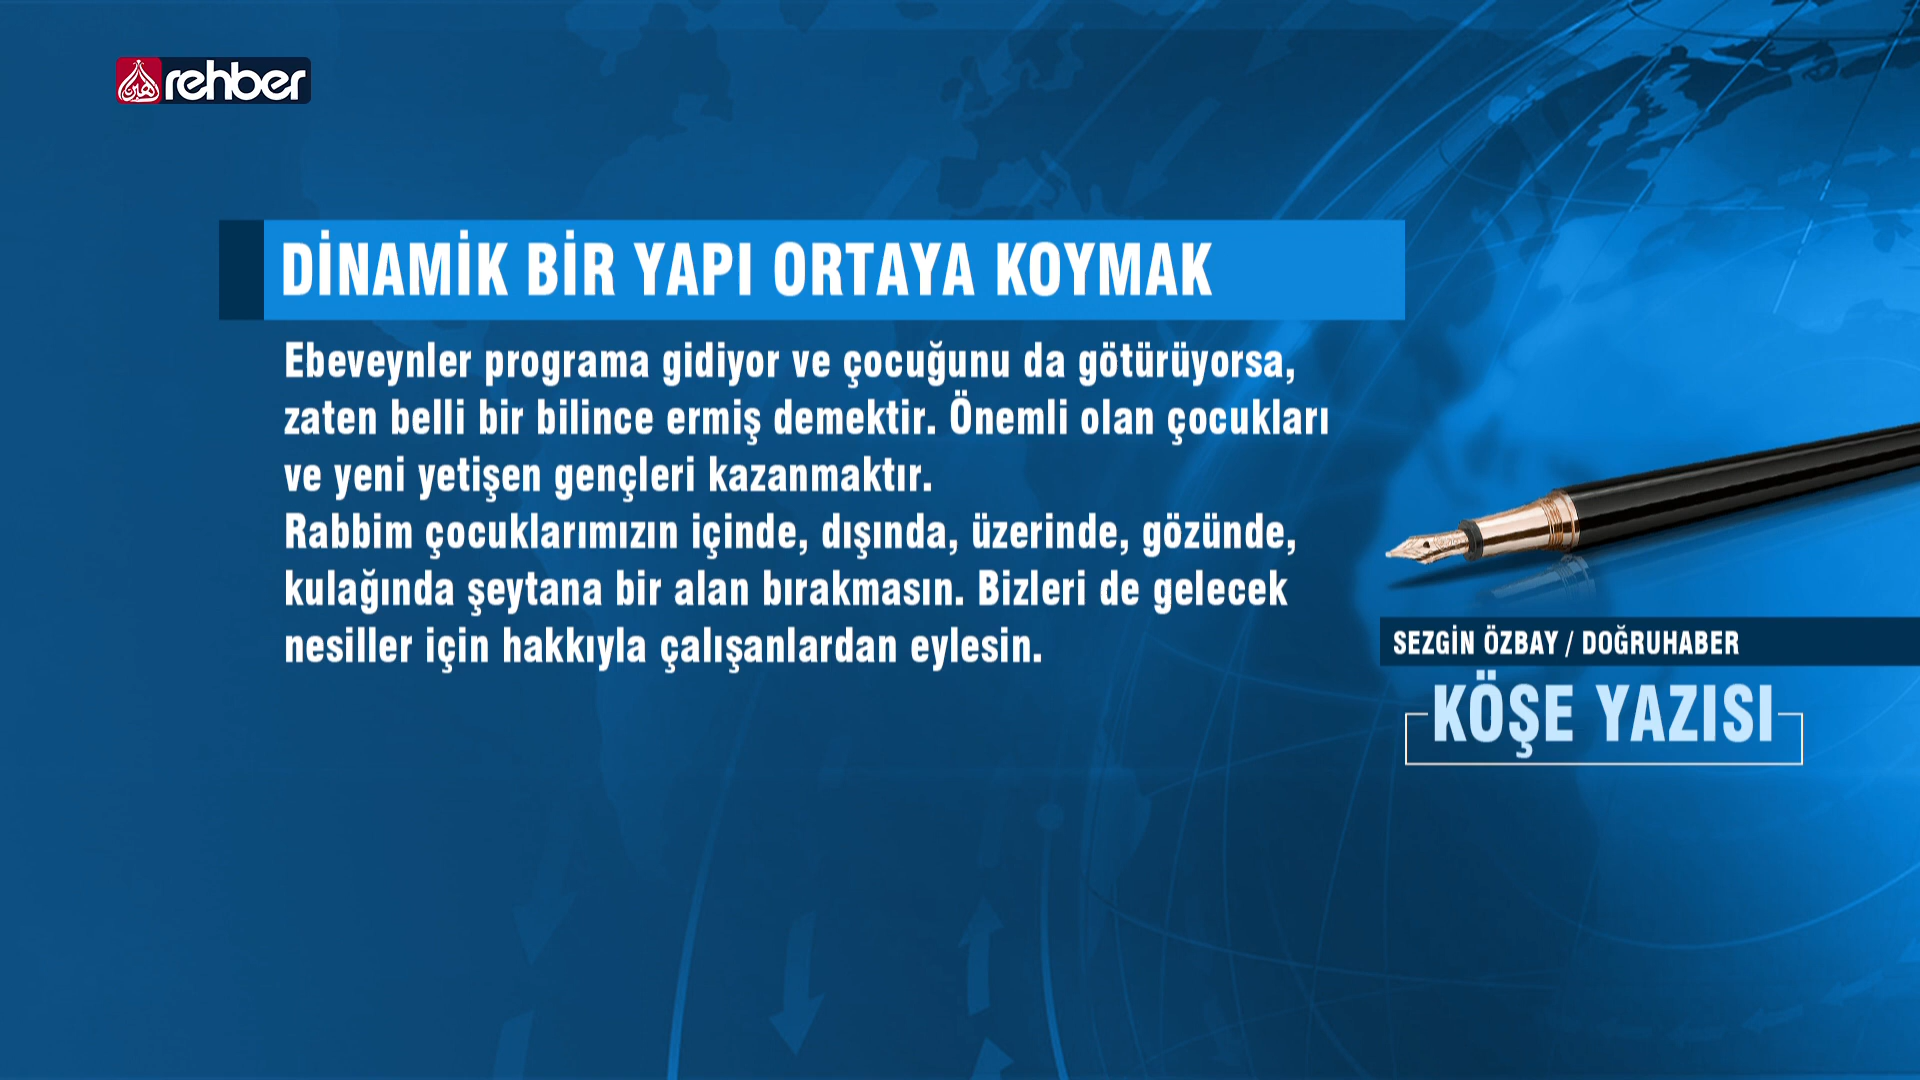 rehber
DİNAMİK BİR YAPI ORTAYA KOYMAK
Ebeveynler programa gidiyor ve çocuğunu da götürüyorsa,
zaten belli bir bilince ermiş demektir. Önemli olan çocukları
ve yeni yetişen gençleri kazanmaktır.
Rabbim çocuklarımızın içinde, dışında, üzerinde, gözünde,
kulağında şeytana bir alan bırakmasın. Bizleri de gelecek
nesiller için hakkıyla çalışanlardan eylesin.
SEZGİN ÖZBAY / DOĞRUHABER
KÖŞE YAZISI